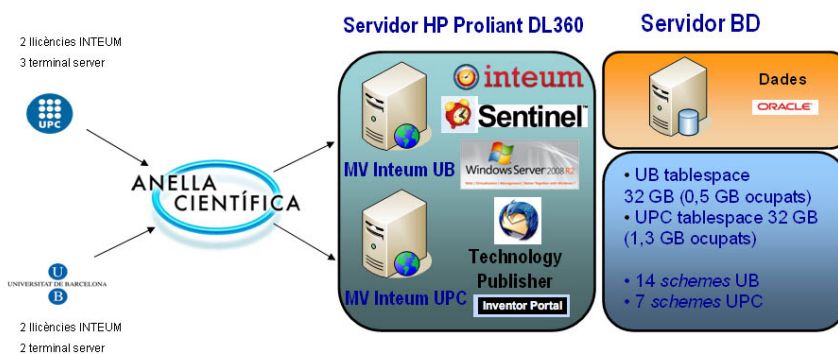 2 llicències INTEUM
3 terminal server
UPC
ANELLA
CIENTÍFICA
U
UNIVERSITAT DE BARCELONA
B
2 llicències INTEUM
2 terminal server
Servidor HP Proliant DL360
inteum
Sentinel™
MV Inteum UB
Windows Server 2008 R2
Technology
Publisher
MV Inteum UPC
Inventor Portal
Servidor BD
Dades
ORACLE
• UB tablespace
32 GB (0,5 GB ocupats)
• UPC tablespace 32 GB
(1,3 GB ocupats)
• 14 schemes UB
• 7 schemes UPC